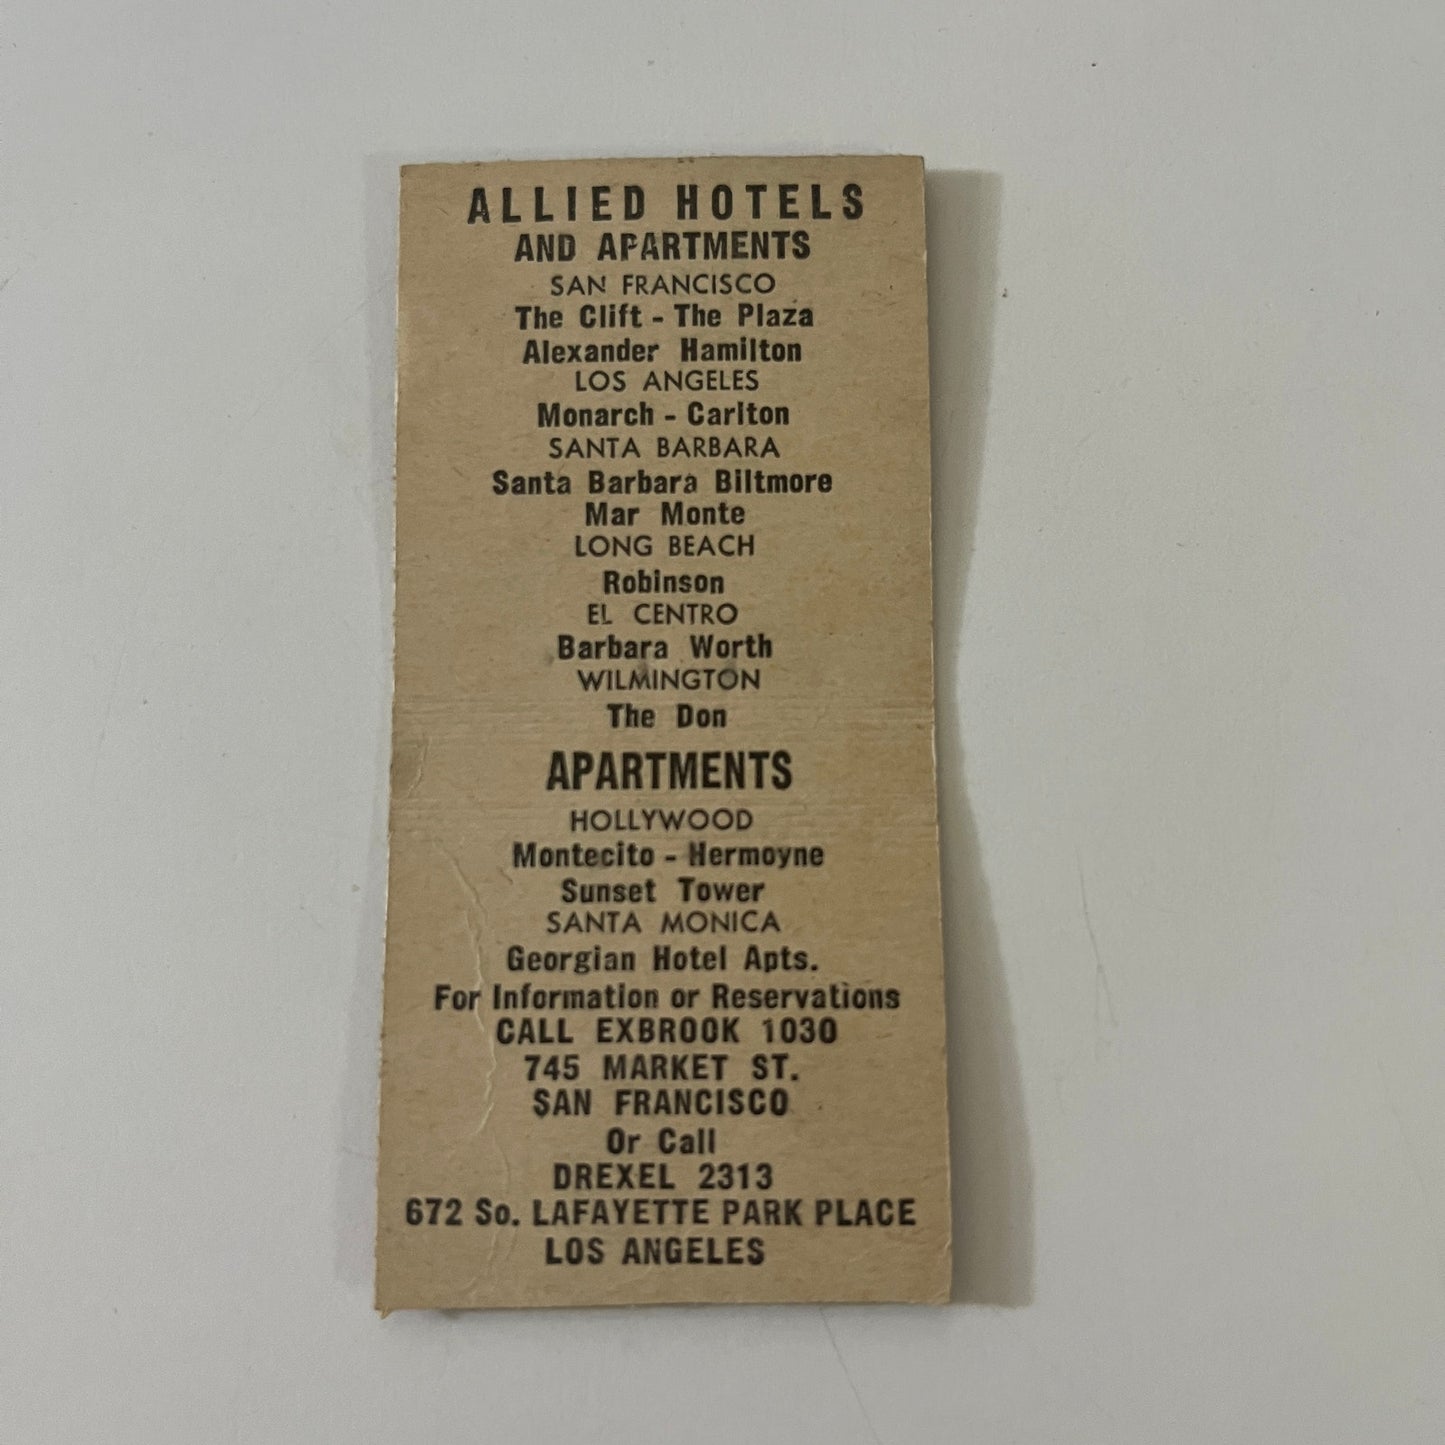 ALLIED HOTELS
AND APARTMENTS
SAN FRANCISCO
The Clift - The Plaza
Alexander Hamilton
LOS ANGELES
Monarch - Carlton
SANTA BARBARA
Santa Barbara Biltmore
Mar Monte
LONG BEACH
Robinson
EL CENTRO
Barbara Worth
WILMINGTON
The Don
APARTMENTS
HOLLYWOOD
Montecito - Hermoyne
Sunset Tower
SANTA MONICA
Georgian Hotel Apts.
For Information or Reservations
CALL EXBROOK 1030
745 MARKET ST.
SAN FRANCISCO
Or Call
DREXEL 2313
672 So. LAFAYETTE PARK PLACE
LOS ANGELES